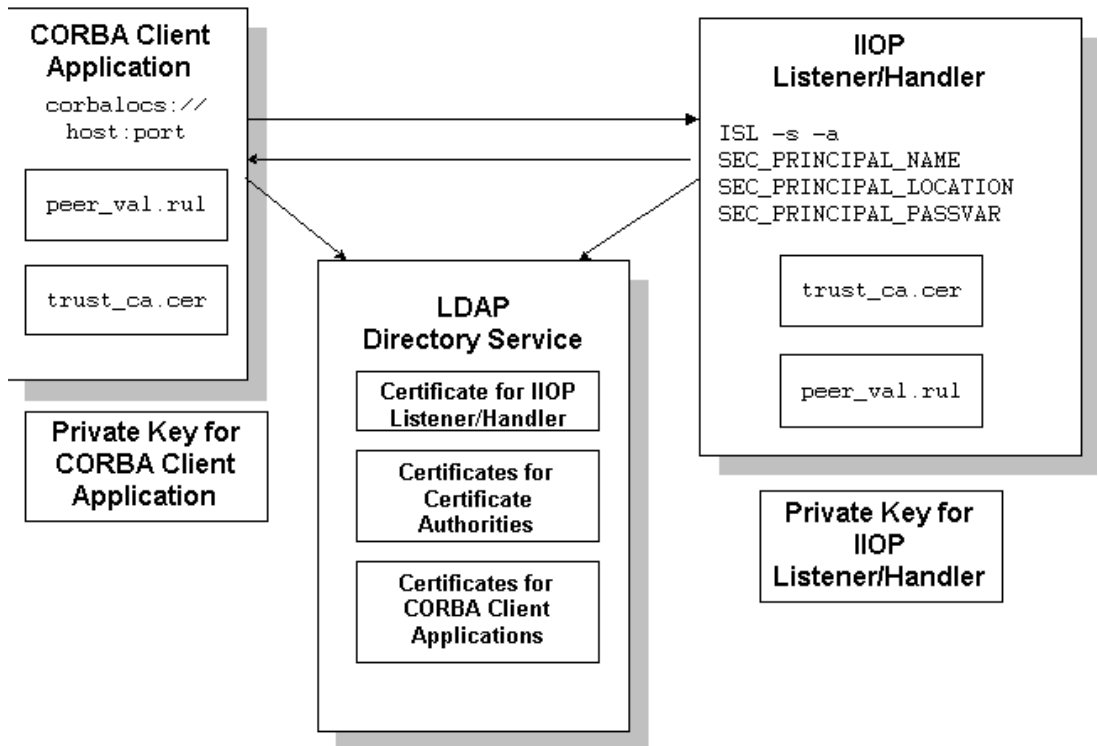 CORBA Client
Application
corbalocs://
host:port
peer_val.rul
trust_ca.cer
Private Key for
CORBA Client
Application
IIOP
Listener/Handler
ISL -s -a
SEC_PRINCIPAL_NAME
SEC_PRINCIPAL_LOCATION
SEC_PRINCIPAL_PASSVAR
trust_ca.cer
peer_val.rul
Private Key for
IIOP
Listener/Handler
LDAP
Directory Service
Certificate for IIOP
Listener/Handler
Certificates for
Certificate
Authorities
Certificates for
CORBA Client
Applications